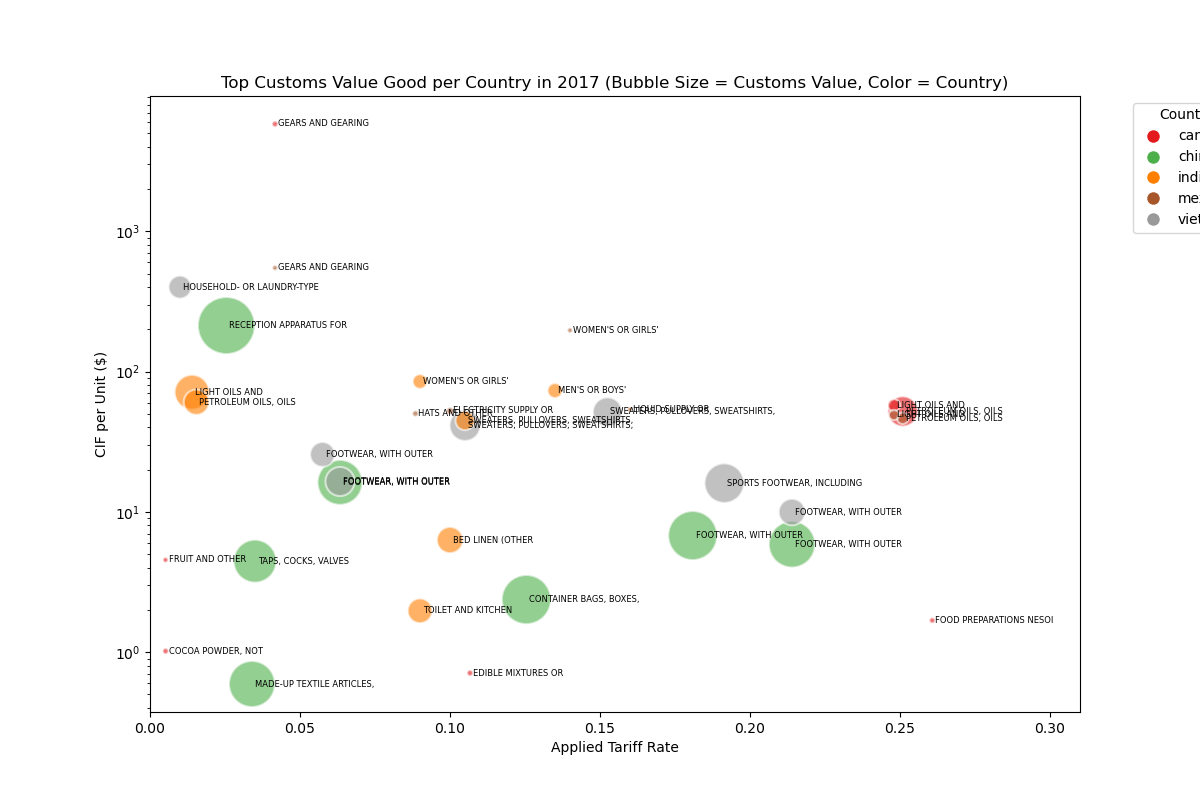 Top Customs Value Good per Country in 2017 (Bubble Size = Customs Value, Color = Country)
Count
car
chi
indi
me
viet
GEARS AND GEARING
GEARS AND GEARING
HOUSEHOLD- OR LAUNDRY-TYPE
RECEPTION APPARATUS FOR
WOMEN'S OR GIRLS'
WOMEN'S OR GIRLS'
MEN'S OR BOYS'
LIGHT OILS AND
PETROLEUM OILS, OILS
HATS AND OTHER
ELECTRICITY SUPPLY OR
SWEATERS, PULLOVERS, SWEATSHIRTS,
SWEATERS, PULLOVERS, SWEATSHIRTS,
SWEATERS, PULLOVERS, SWEATSHIRTS,
LIQUID SUPPLY OR
LIGHT OILS AND
PETROLEUM OILS, OILS
PETROLEUM OILS, OILS
FOOTWEAR, WITH OUTER
FOOTWEAR, WITH OUTER
SPORTS FOOTWEAR, INCLUDING
FOOTWEAR, WITH OUTER
FOOTWEAR, WITH OUTER
FOOTWEAR, WITH OUTER
BED LINEN (OTHER
FRUIT AND OTHER
TAPS, COCKS, VALVES
CONTAINER BAGS, BOXES,
TOILET AND KITCHEN
FOOD PREPARATIONS NESOI
COCOA POWDER, NOT
EDIBLE MIXTURES OR
MADE-UP TEXTILE ARTICLES,
CIF per Unit ($)
10³
10²
10¹
10⁰
0.00 0.05 0.10 0.15 0.20 0.25 0.30
Applied Tariff Rate